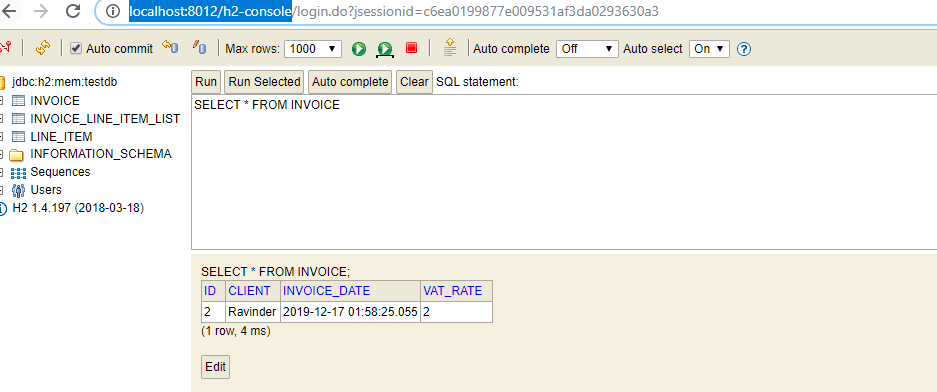 localhost:8012/h2-console/login.do?jsessionid=c6ea0199877e009531af3da0293630a3
Auto commit Max rows: 1000 Auto complete Off Auto select On ?
jdbc:h2:mem:testdb
INVOICE
INVOICE_LINE_ITEM_LIST
LINE_ITEM
INFORMATION_SCHEMA
Sequences
Users
H2 1.4.197 (2018-03-18)
Run Run Selected Auto complete Clear SQL statement:
SELECT * FROM INVOICE
SELECT * FROM INVOICE;
ID CLIENT INVOICE_DATE VAT_RATE
2 Ravinder 2019-12-17 01:58:25.055 2
(1 row, 4 ms)
Edit